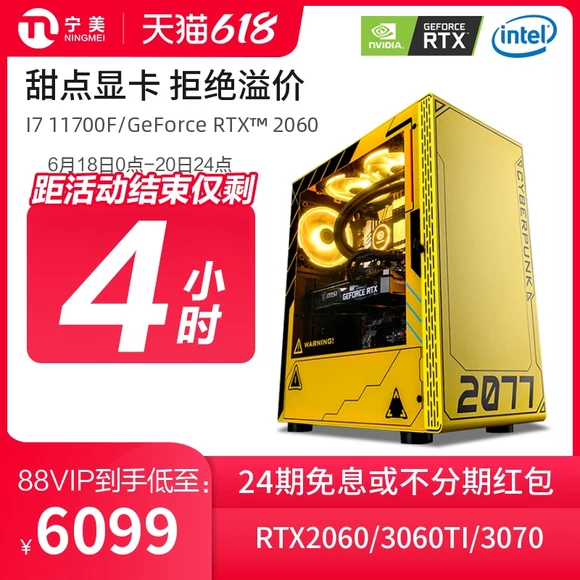 宁美
NINGMEI
天猫618
NVIDIA
GEFORCE
RTX
intel
甜点显卡 拒绝溢价
I7 11700F/GeForce RTX™ 2060
6月18日0点-20日24点
距活动结束仅剩
4小时
CYBERPUNK
GEFORCE RTX
WARNING!
2077
88VIP到手低至：
¥6099
24期免息或不分期红包
RTX2060/3060TI/3070